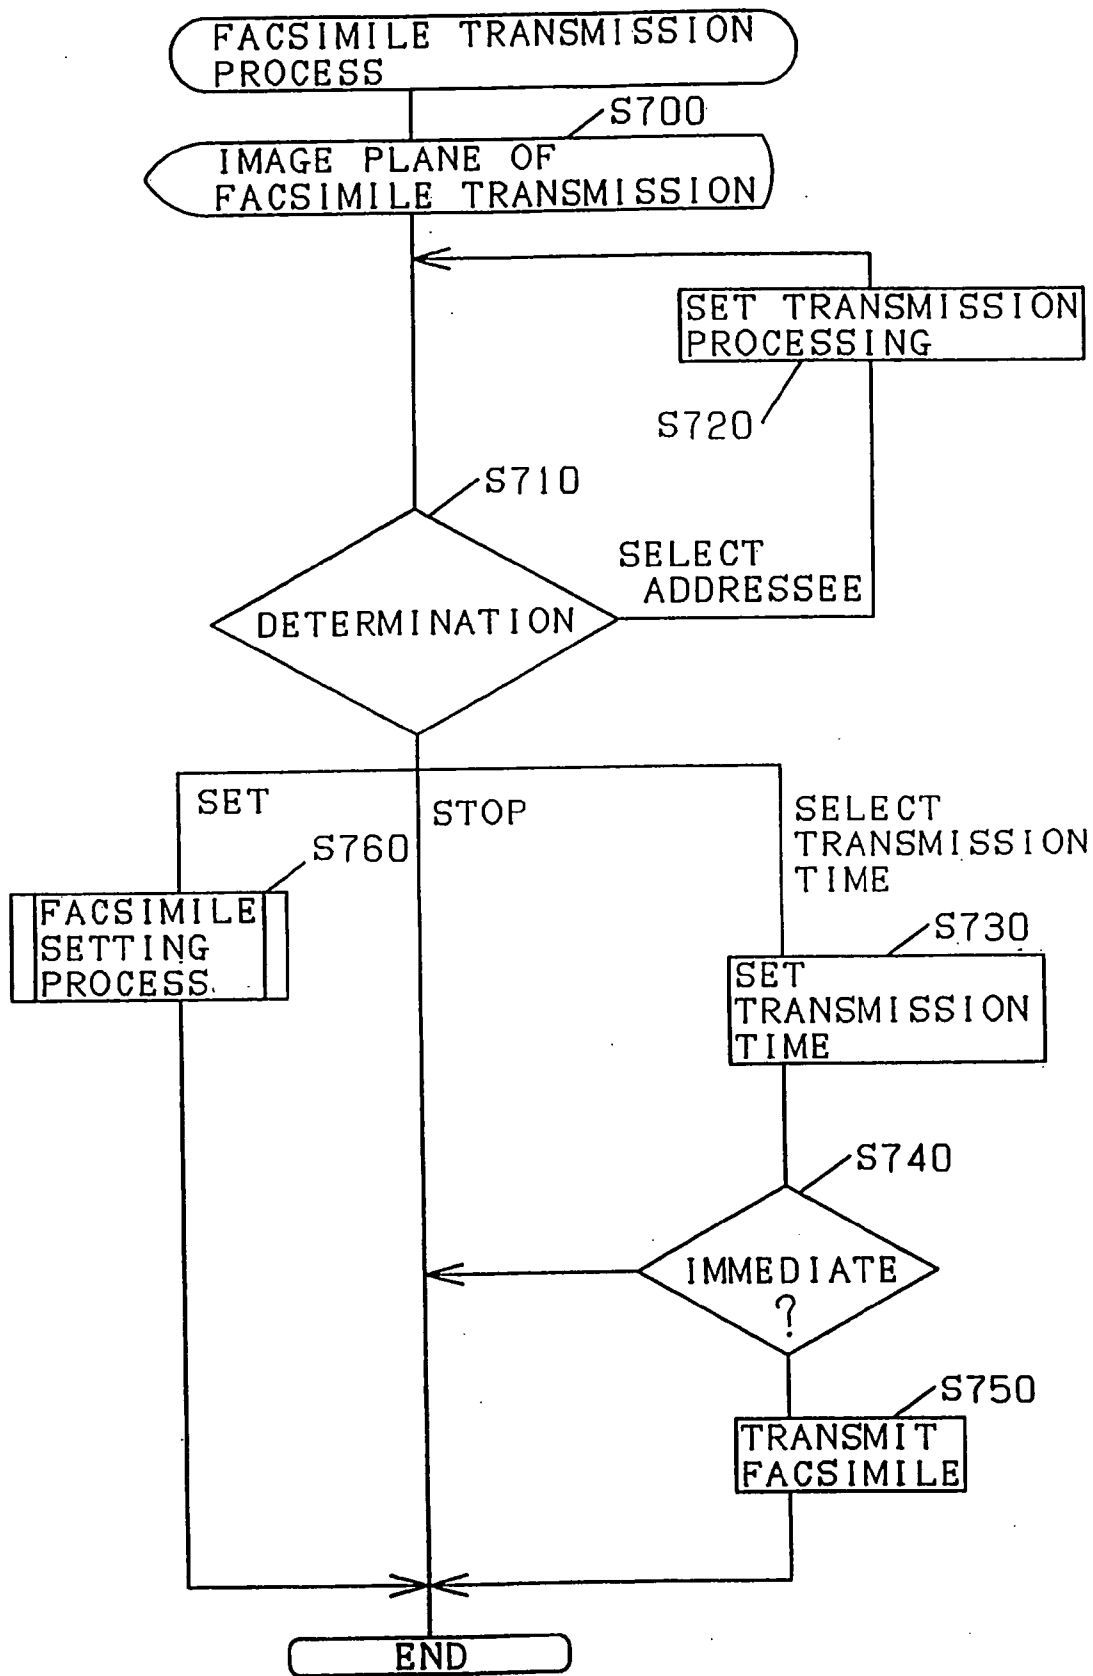 FACSIMILE TRANSMISSION
PROCESS
S700
IMAGE PLANE OF
FACSIMILE TRANSMISSION
SET TRANSMISSION
PROCESSING
S720
S710
SELECT
ADDRESSEE
DETERMINATION
SET
STOP
SELECT
TRANSMISSION
TIME
S760
FACSIMILE
SETTING
PROCESS
S730
SET
TRANSMISSION
TIME
S740
IMMEDIATE
?
S750
TRANSMIT
FACSIMILE
END